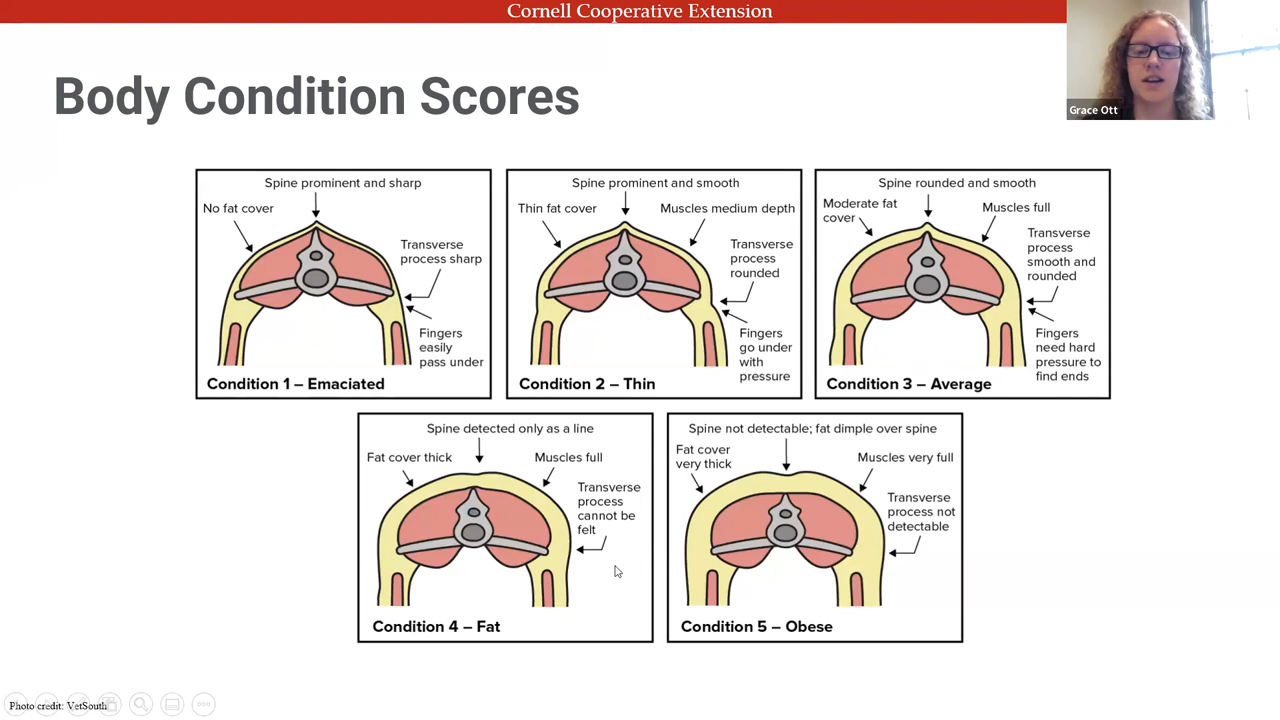 Cornell Cooperative Extension
Grace Ott
Body Condition Scores
Spine prominent and sharp
No fat cover
Transverse
process sharp
Fingers
easily
pass under
Condition 1 – Emaciated
Spine prominent and smooth
Thin fat cover
Muscles medium depth
Transverse
process
rounded
Fingers
go under
with
pressure
Condition 2 – Thin
Spine rounded and smooth
Moderate fat
cover
Muscles full
Transverse
process
smooth and
rounded
Fingers
need hard
pressure to
find ends
Condition 3 – Average
Spine detected only as a line
Fat cover thick
Muscles full
Transverse
process
cannot be
felt
Condition 4 – Fat
Spine not detectable; fat dimple over spine
Fat cover
very thick
Muscles very full
Transverse
process not
detectable
Condition 5 – Obese
Photo credit: VetSouth